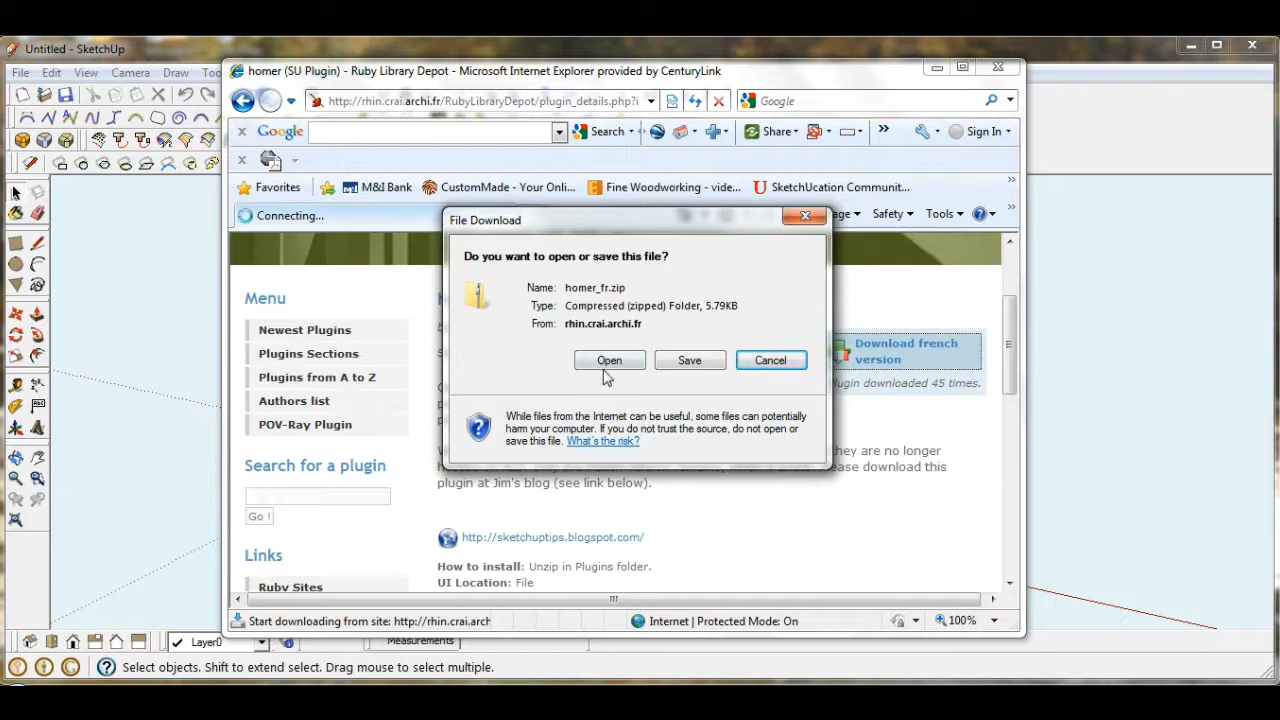 Untitled - SketchUp
File Edit View Camera Draw
homer (SU Plugin) - Ruby Library Depot - Microsoft Internet Explorer provided by CenturyLink
http://rhin.crai.archi.fr/RubyLibraryDepot/plugin_details.php?i
Google
Google
Search
Share
Sign In
Favorites
M&I Bank
CustomMade - Your Onli...
Fine Woodworking - vide...
SketchUcation Communit...
Connecting...
Safety
Tools
File Download
Do you want to open or save this file?
Name: homer_fr.zip
Type: Compressed (zipped) Folder, 5.79KB
From: rhin.crai.archi.fr
Open
Save
Cancel
While files from the Internet can be useful, some files can potentially
harm your computer. If you do not trust the source, do not open or
save this file. What's the risk?
Menu
Newest Plugins
Plugins Sections
Plugins from A to Z
Authors list
POV-Ray Plugin
Search for a plugin
Go !
Links
Ruby Sites
Download french
version
lugin downloaded 45 times.
they are no longer
ease download this
plugin at Jim's blog (see link below).
http://sketchuptips.blogspot.com/
How to install: Unzip in Plugins folder.
UI Location: File
Start downloading from site: http://rhin.crai.arch
Internet | Protected Mode: On
100%
Layer0
Measurements
Select objects. Shift to extend select. Drag mouse to select multiple.